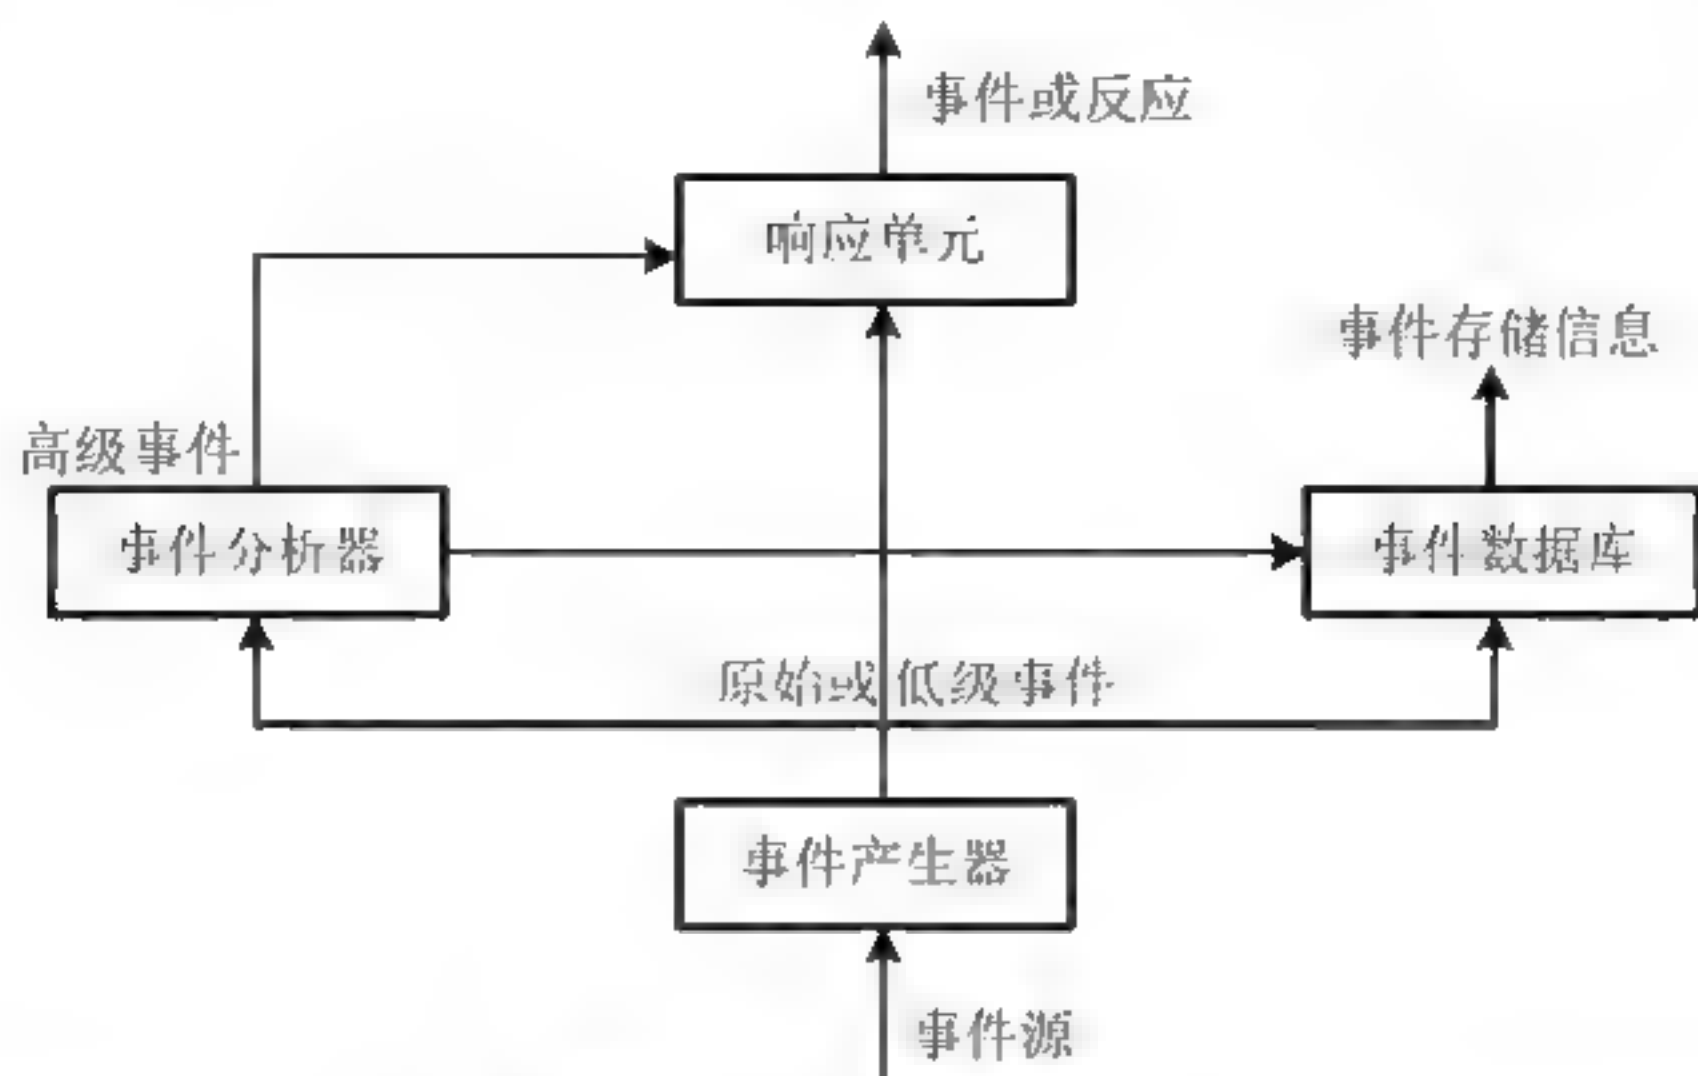 事件或反应
响应单元
事件存储信息
高级事件
事件分析器
事件数据库
原始或低级事件
事件产生器
事件源